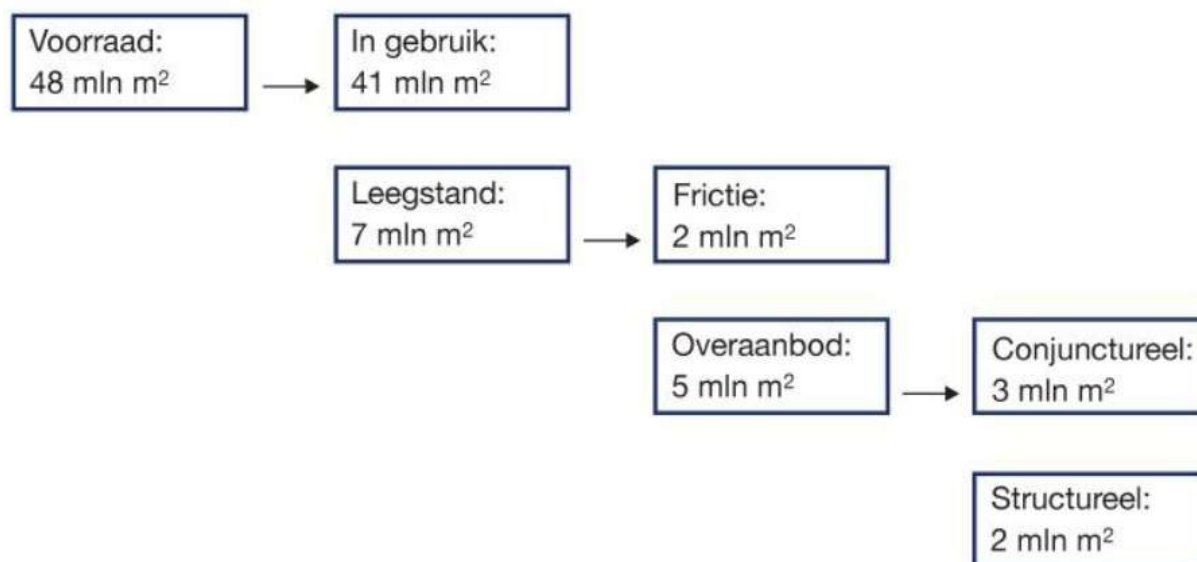 Voorraad:
48 mln m²
In gebruik:
41 mln m²
Leegstand:
7 mln m²
Frictie:
2 mln m²
Overaanbod:
5 mln m²
Conjunctureel:
3 mln m²
Structureel:
2 mln m²